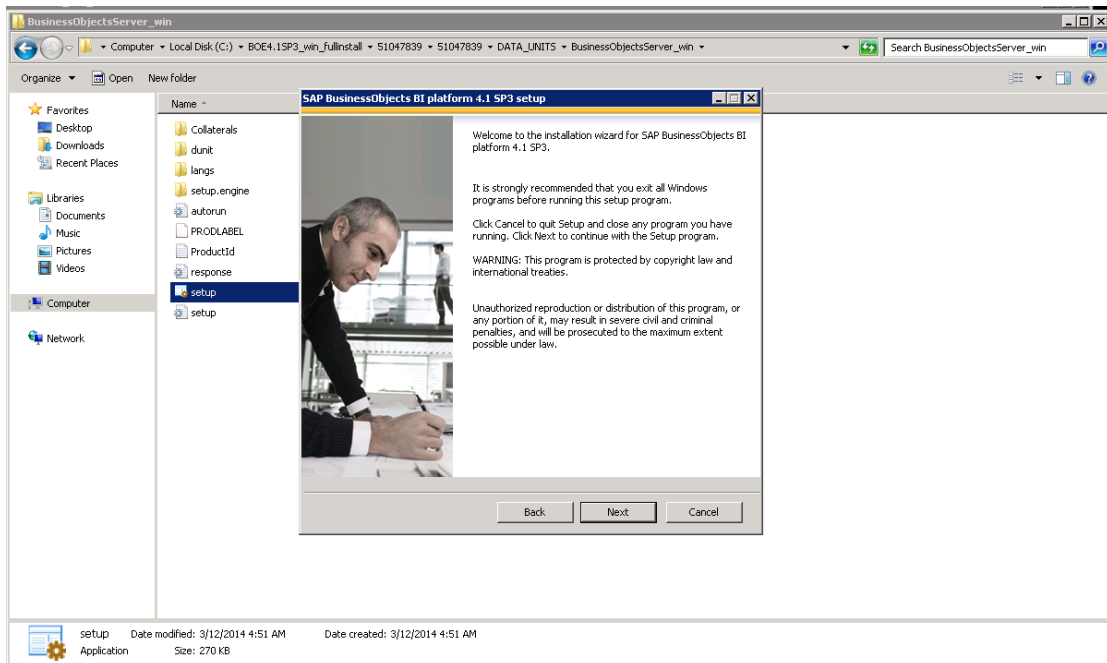 BusinessObjectsServer_win
Computer Local Disk (C:) BOE4.1SP3_win_fullinstall 51047839 51047839 DATA_UNITS BusinessObjectsServer_win
Search BusinessObjectsServer_win
Organize Open New folder
Favorites
Desktop
Downloads
Recent Places
Libraries
Documents
Music
Pictures
Videos
Computer
Network
Name
Collaterals
dunit
langs
setup.engine
autorun
PRODLABEL
ProductId
response
setup
setup
SAP BusinessObjects BI platform 4.1 SP3 setup
Welcome to the installation wizard for SAP BusinessObjects BI
platform 4.1 SP3.
It is strongly recommended that you exit all Windows
programs before running this setup program.
Click Cancel to quit Setup and close any program you have
running. Click Next to continue with the Setup program.
WARNING: This program is protected by copyright law and
international treaties.
Unauthorized reproduction or distribution of this program, or
any portion of it, may result in severe civil and criminal
penalties, and will be prosecuted to the maximum extent
possible under law.
Back Next Cancel
setup Date modified: 3/12/2014 4:51 AM Date created: 3/12/2014 4:51 AM
Application Size: 270 KB